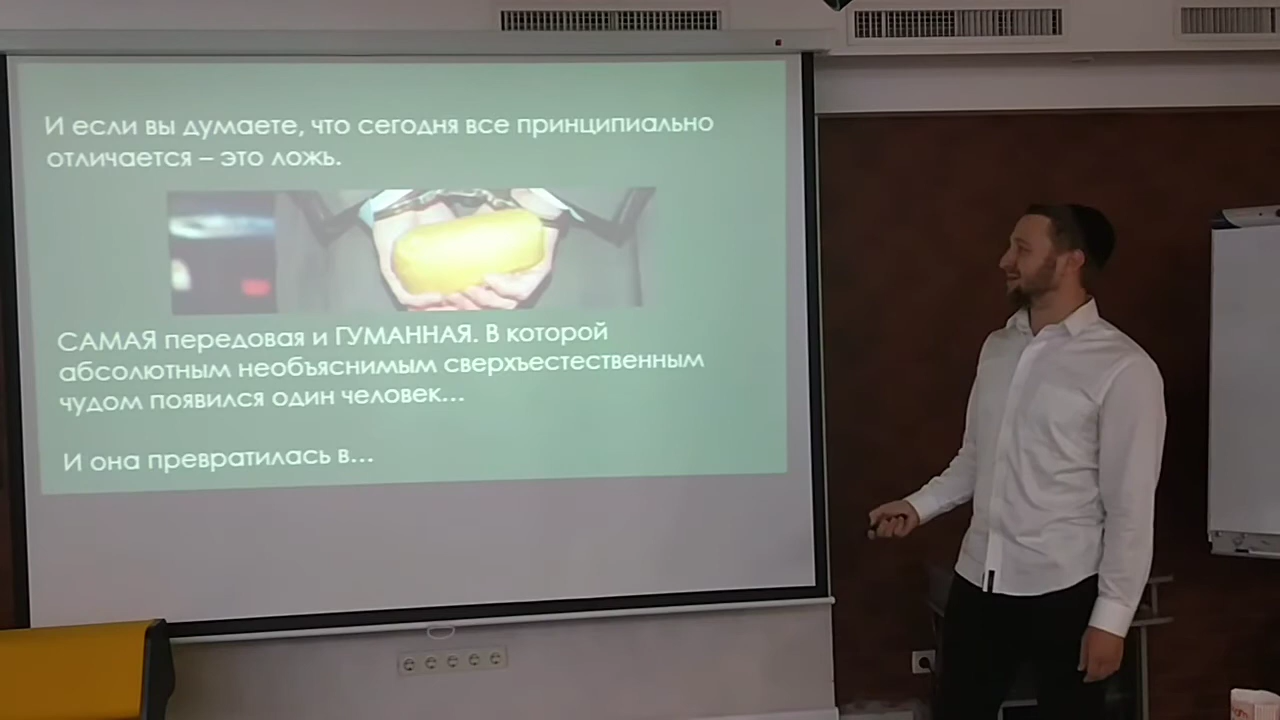 И если вы думаете, что сегодня все принципиально
отличается – это ложь.
САМАЯ передовая и ГУМАННАЯ. В которой
абсолютным необъяснимым сверхъестественным
чудом появился один человек...
И она превратилась в...